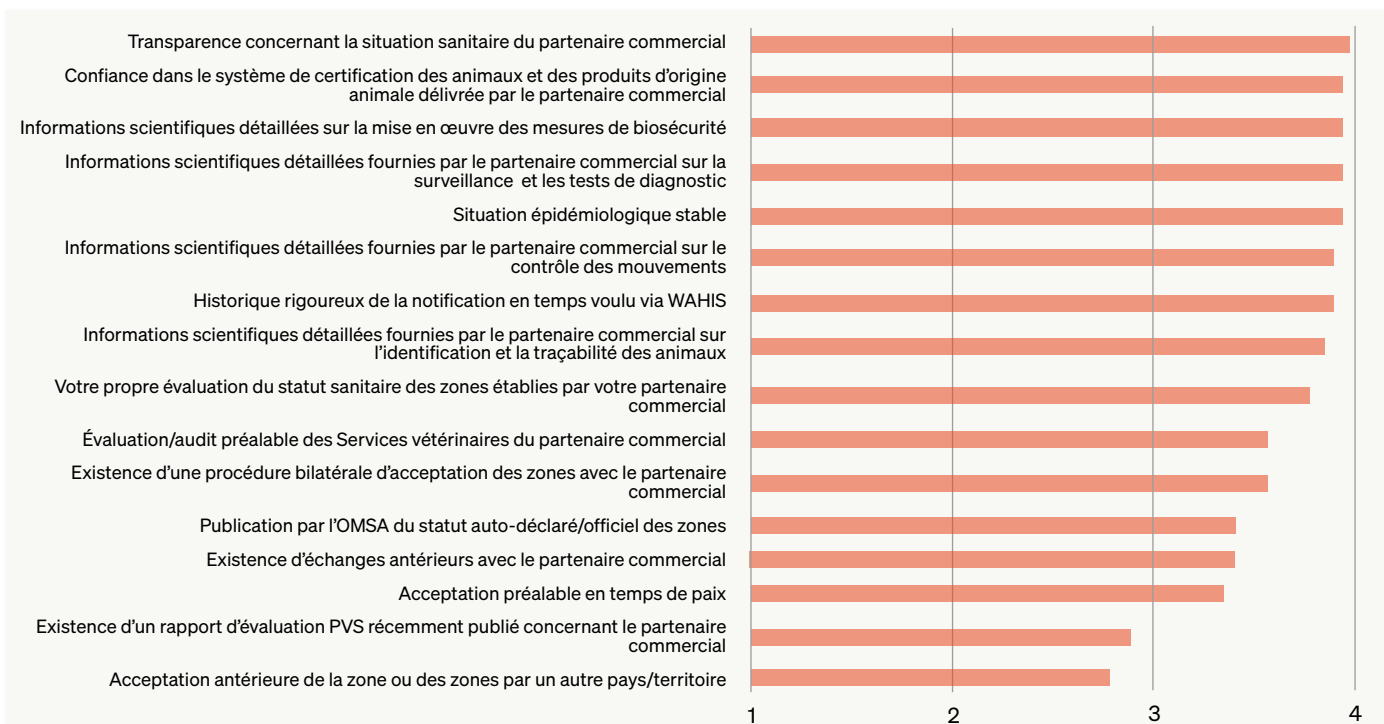 Transparence concernant la situation sanitaire du partenaire commercial
Confiance dans le système de certification des animaux et des produits d'origine
animale délivrée par le partenaire commercial
Informations scientifiques détaillées sur la mise en œuvre des mesures de biosécurité
Informations scientifiques détaillées fournies par le partenaire commercial sur la
surveillance et les tests de diagnostic
Situation épidémiologique stable
Informations scientifiques détaillées fournies par le partenaire commercial sur le
contrôle des mouvements
Historique rigoureux de la notification en temps voulu via WAHIS
Informations scientifiques détaillées fournies par le partenaire commercial sur
l'identification et la traçabilité des animaux
Votre propre évaluation du statut sanitaire des zones établies par votre partenaire
commercial
Évaluation/audit préalable des Services vétérinaires du partenaire commercial
Existence d'une procédure bilatérale d'acceptation des zones avec le partenaire
commercial
Publication par l'OMSA du statut auto-déclaré/officiel des zones
Existence d'échanges antérieurs avec le partenaire commercial
Acceptation préalable en temps de paix
Existence d'un rapport d'évaluation PVS récemment publié concernant le partenaire
commercial
Acceptation antérieure de la zone ou des zones par un autre pays/territoire
1 2 3 4